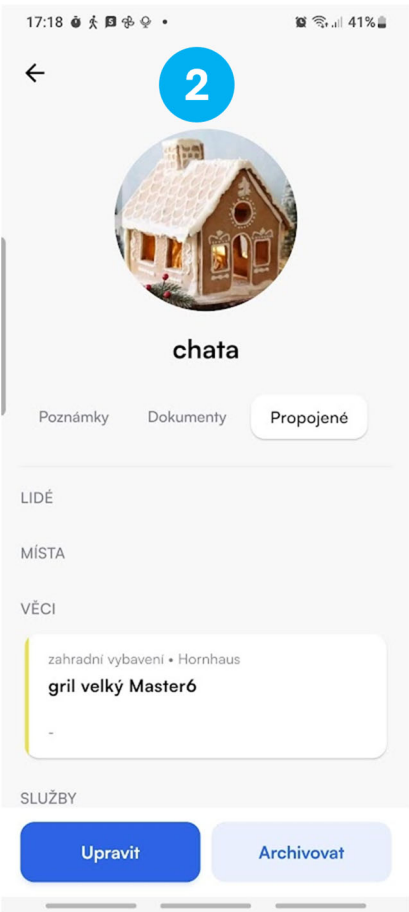 17:18 41%
2
chata
Poznámky Dokumenty Propojené
LIDÉ
MÍSTA
VĚCI
zahradní vybavení • Hornhaus
gril velký Master6
-
SLUŽBY
Upravit Archivovat